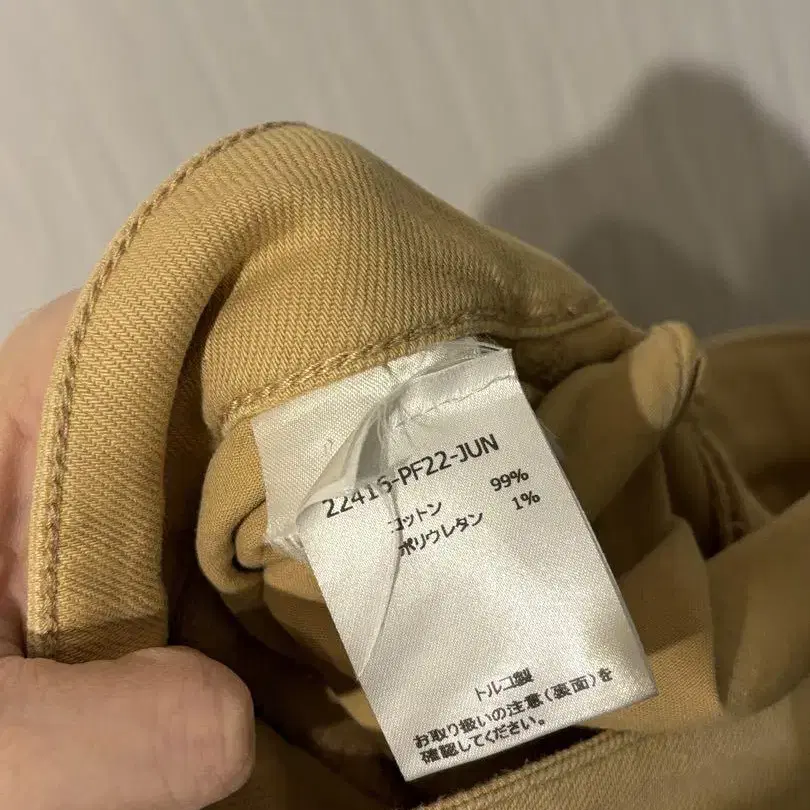 22416-PF22-JUN
コットン 99%
ポリウレタン 1%
トルコ製
お取り扱いの注意(裏面)を
確認してください。